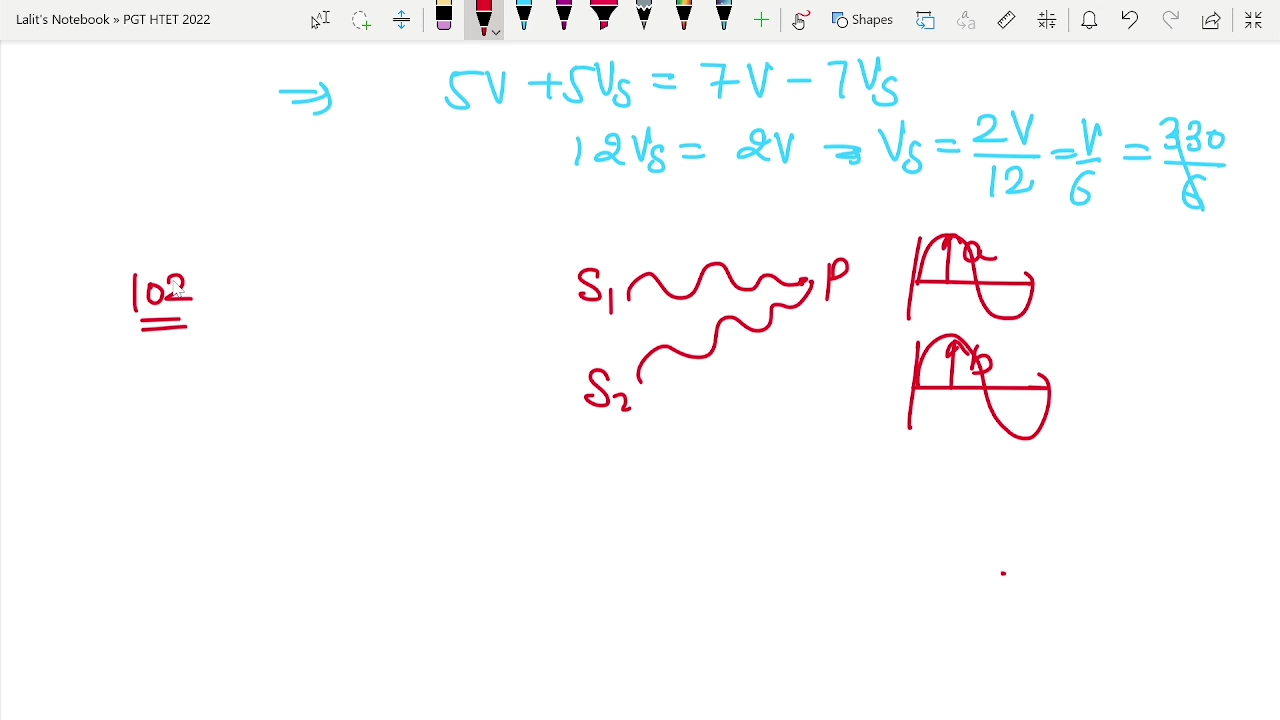 Lalit's Notebook » PGT HTET 2022
Shapes
⇒ 5V + 5Vs = 7V − 7Vs
12Vs = 2V ⇒ Vs = 2V/12 = V/6 = 330/6
102
S1 P a
S2 b